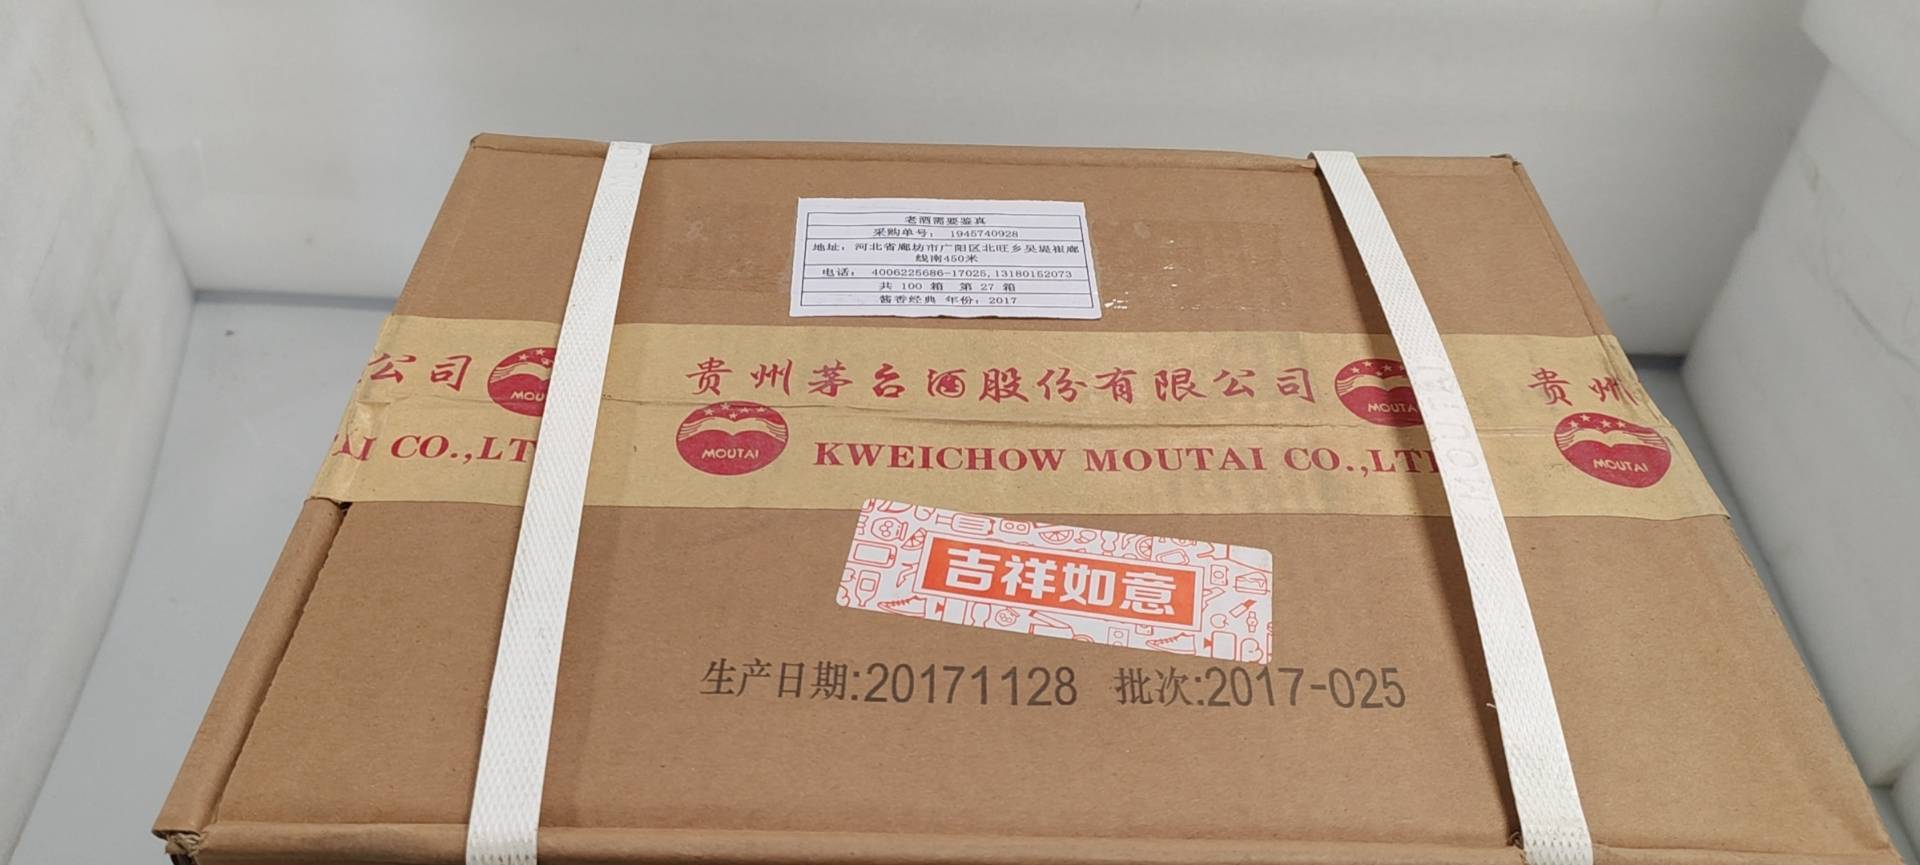 老酒需要鉴真
采购单号： 1945740928
地址：河北省廊坊市广阳区北旺乡吴堤崔廊
线南450米
电话： 4006225686-17025,13180152073
共 100 箱 第 27 箱
酱香经典 年份：2017
公司 贵州茅台酒股份有限公司 贵州
MOU MOUTAI
AI CO.,LT MOUTAI KWEICHOW MOUTAI CO.,LT MOUTAI
MOUTAI
吉祥如意
生产日期:20171128 批次:2017-025